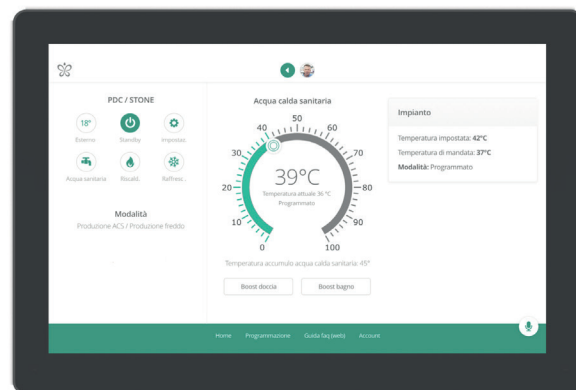 PDC / STONE
18°
Esterno
Standby
Impostaz.
Acqua sanitaria
Riscald.
Raffresc..
Modalità
Produzione ACS / Produzione freddo
Acqua calda sanitaria
0
10
20
30
40
50
60
70
80
90
100
39°C
Temperatura attuale 36 °C
Programmato
Temperatura accumulo acqua calda sanitaria: 45°
Boost doccia
Boost bagno
Impianto
Temperatura impostata: 42°C
Temperatura di mandata: 37°C
Modalità: Programmato
Home
Programmazione
Guida faq (web)
Account